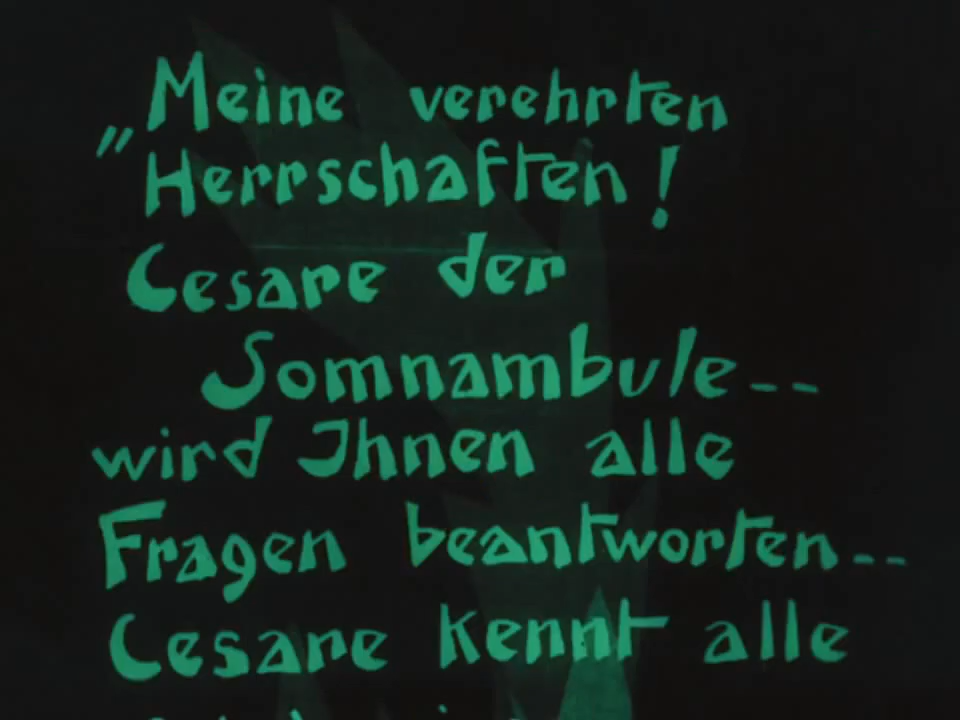 „Meine verehrten
Herrschaften!
Cesare der
Somnambule--
wird Ihnen alle
Fragen beantworten--
Cesare kennt alle